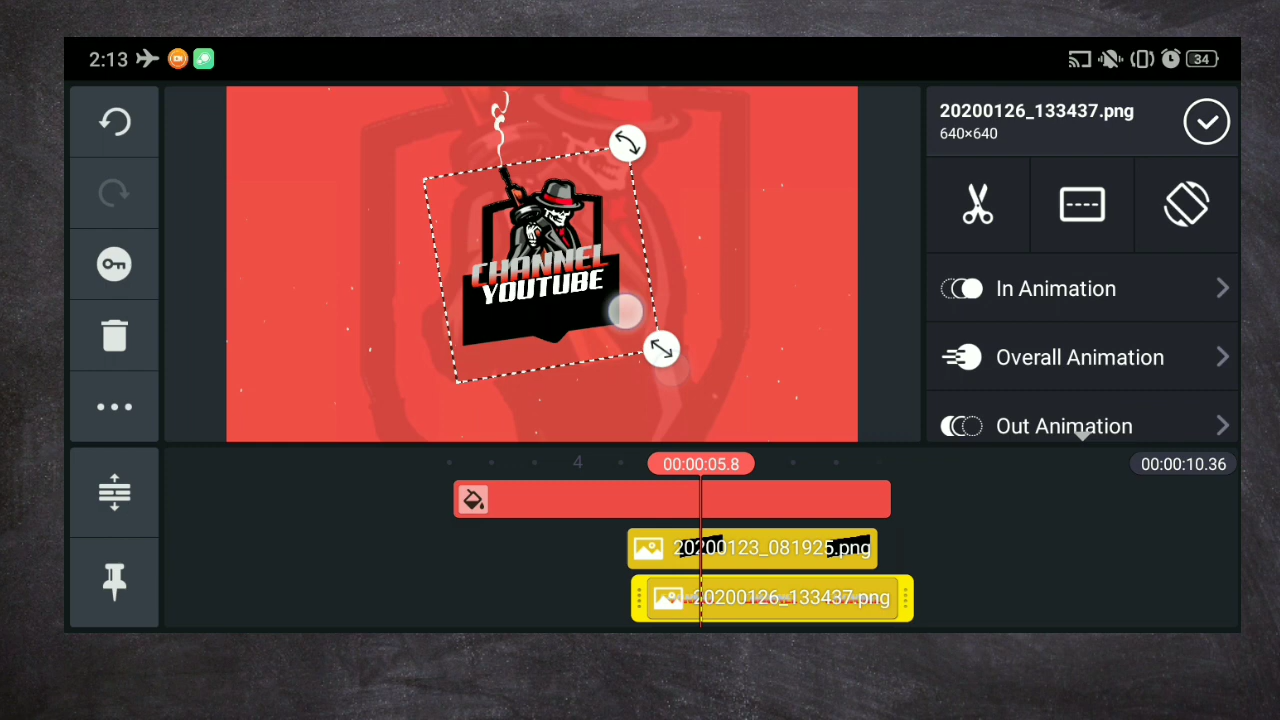 2:13
34
20200126_133437.png
640×640
CHANNEL
YOUTUBE
In Animation
Overall Animation
Out Animation
4
00:00:05.8
00:00:10.36
20200123_081925.png
20200126_133437.png